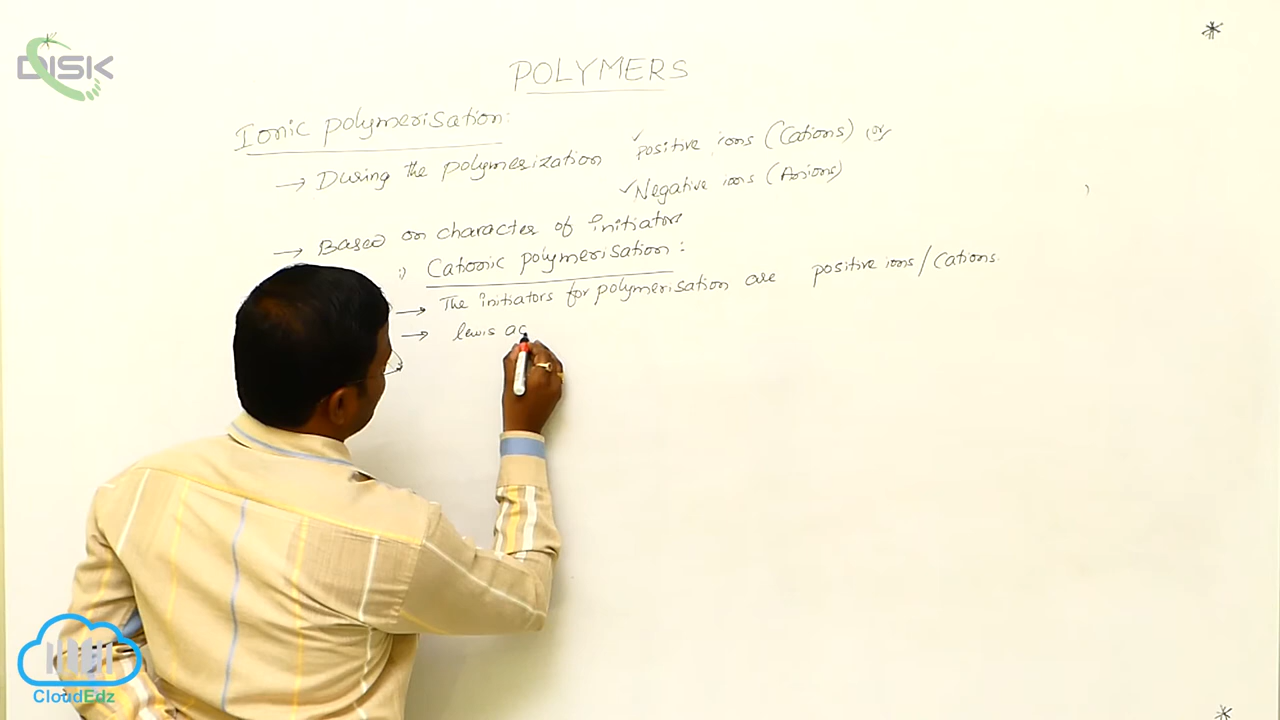 DISK
POLYMERS
Ionic polymerisation:
→ During the polymerization ✓positive ions (Cations) (or)
✓Negative ions (Anions)
→ Based on character of initiator
i) Cationic polymerisation:
→ The initiators for polymerisation are positive ions/Cations.
→ lewis ac
CloudEdz